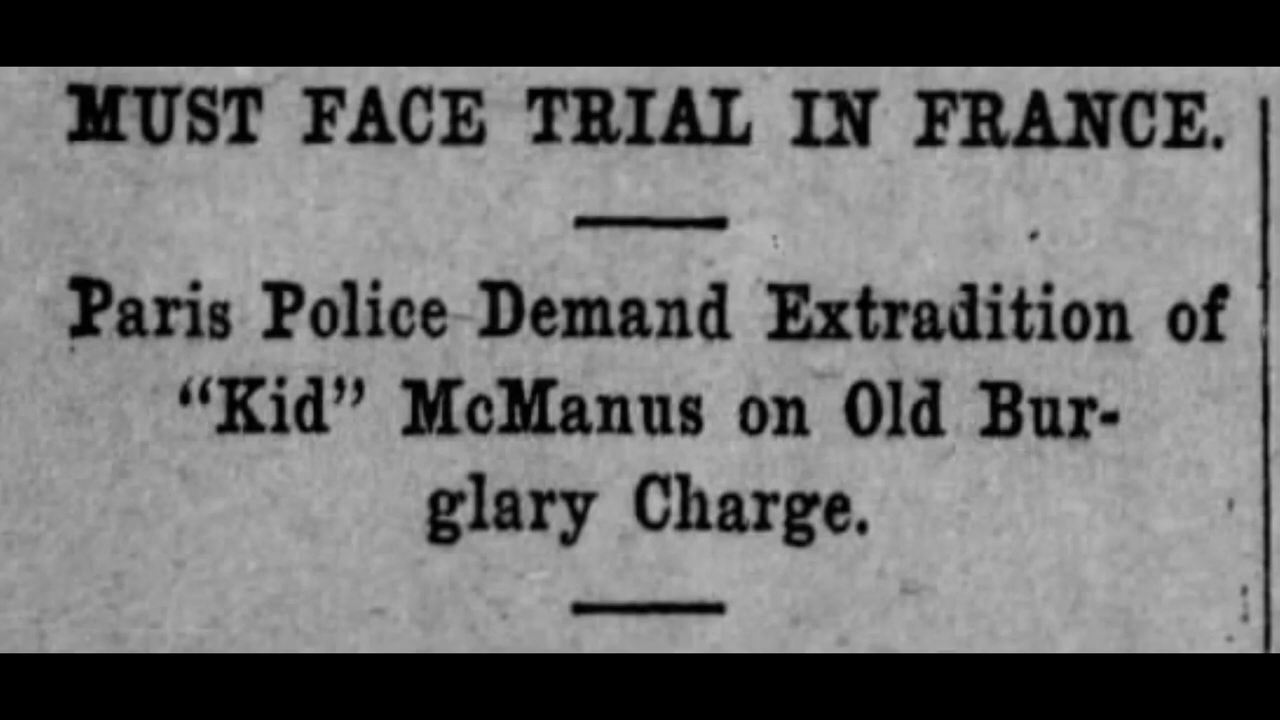 MUST FACE TRIAL IN FRANCE.
Paris Police Demand Extradition of
“Kid” McManus on Old Bur-
glary Charge.